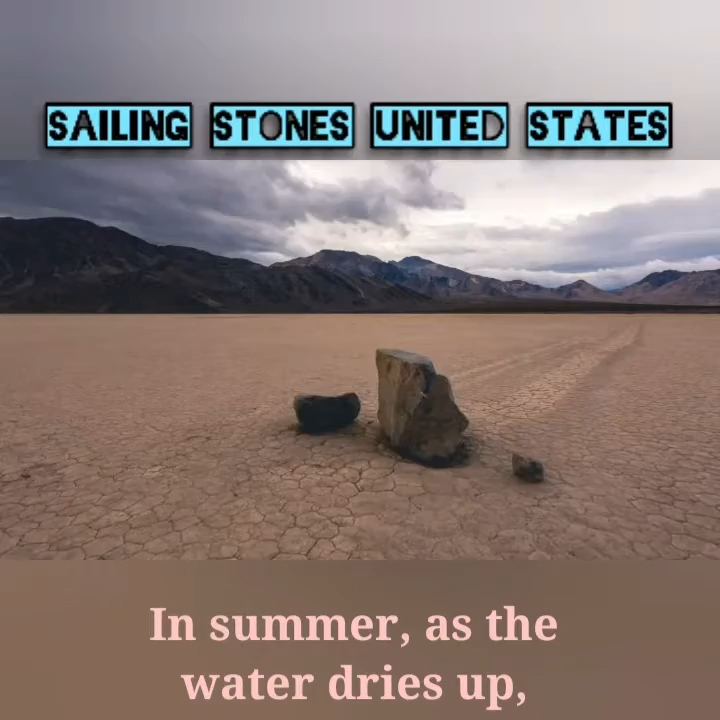 SAILING STONES UNITED STATES
In summer, as the
water dries up,